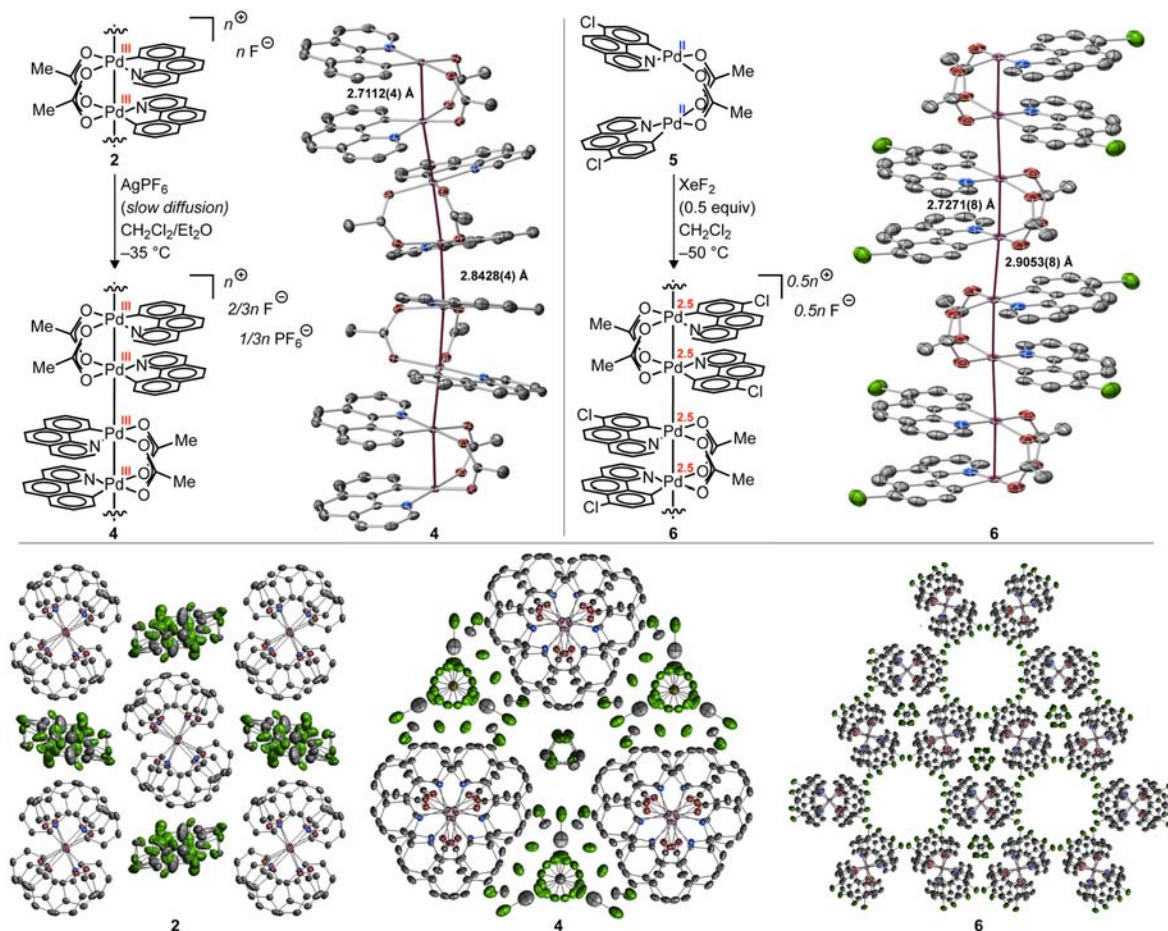 n⊕
n F⊖
Me
Me
O
O
O
O
III
Pd
N
III
Pd
N
2
AgPF6
(slow diffusion)
CH2Cl2/Et2O
–35 °C
n⊕
2/3n F⊖
1/3n PF6⊖
Me
Me
O
O
O
O
III
Pd
N
III
Pd
N
III
Pd
N
O
O
Me
III
Pd
N
O
O
Me
4
2.7112(4) Å
2.8428(4) Å
4
Cl
II
Pd
N
O
O
Me
II
Pd
N
O
O
Me
Cl
5
XeF2
(0.5 equiv)
CH2Cl2
–50 °C
0.5n⊕
0.5n F⊖
Me
Me
O
O
O
O
2.5
Pd
N
Cl
2.5
Pd
N
Cl
Cl
2.5
Pd
N
O
O
Me
2.5
Pd
N
O
O
Me
Cl
6
2.7271(8) Å
2.9053(8) Å
6
2
4
6